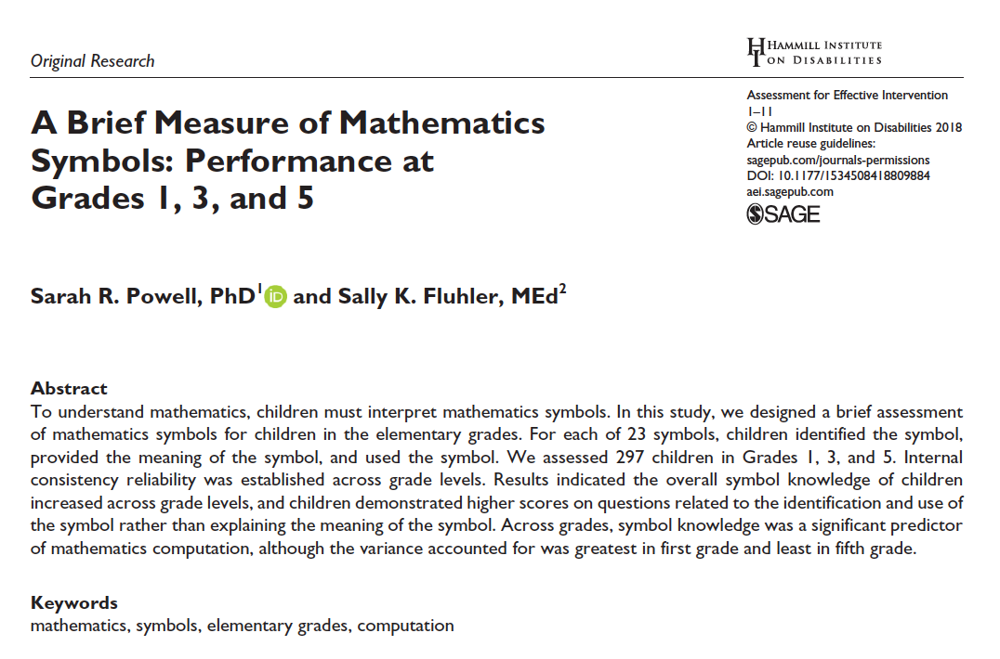 Original Research
HAMMILL INSTITUTE
ON DISABILITIES
Assessment for Effective Intervention
1–11
© Hammill Institute on Disabilities 2018
Article reuse guidelines:
sagepub.com/journals-permissions
DOI: 10.1177/1534508418809884
aei.sagepub.com
SAGE
A Brief Measure of Mathematics
Symbols: Performance at
Grades 1, 3, and 5
Sarah R. Powell, PhD1 iD and Sally K. Fluhler, MEd2
Abstract
To understand mathematics, children must interpret mathematics symbols. In this study, we designed a brief assessment
of mathematics symbols for children in the elementary grades. For each of 23 symbols, children identified the symbol,
provided the meaning of the symbol, and used the symbol. We assessed 297 children in Grades 1, 3, and 5. Internal
consistency reliability was established across grade levels. Results indicated the overall symbol knowledge of children
increased across grade levels, and children demonstrated higher scores on questions related to the identification and use of
the symbol rather than explaining the meaning of the symbol. Across grades, symbol knowledge was a significant predictor
of mathematics computation, although the variance accounted for was greatest in first grade and least in fifth grade.
Keywords
mathematics, symbols, elementary grades, computation